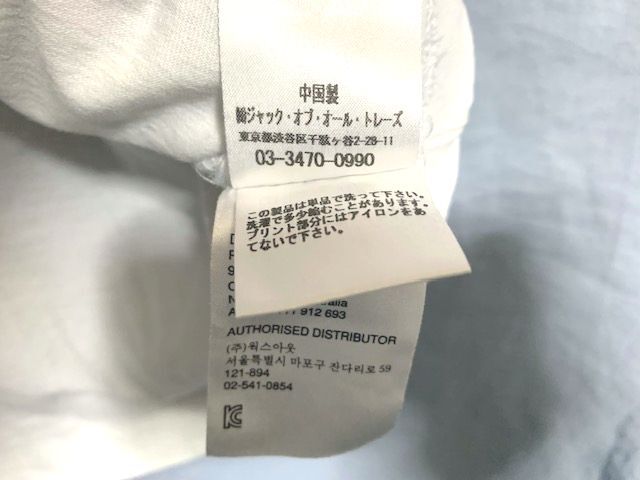 中国製
㈱ジャック・オブ・オール・トレーズ
東京都渋谷区千駄ヶ谷2-28-11
03-3470-0990
この製品は単品で洗って下さい。
洗濯で多少縮むことがあります。
プリント部分にはアイロンをあ
てないで下さい。
912 693
AUTHORISED DISTRIBUTOR
(주)웍스아웃
서울특별시 마포구 잔다리로 59
121-894
02-541-0854